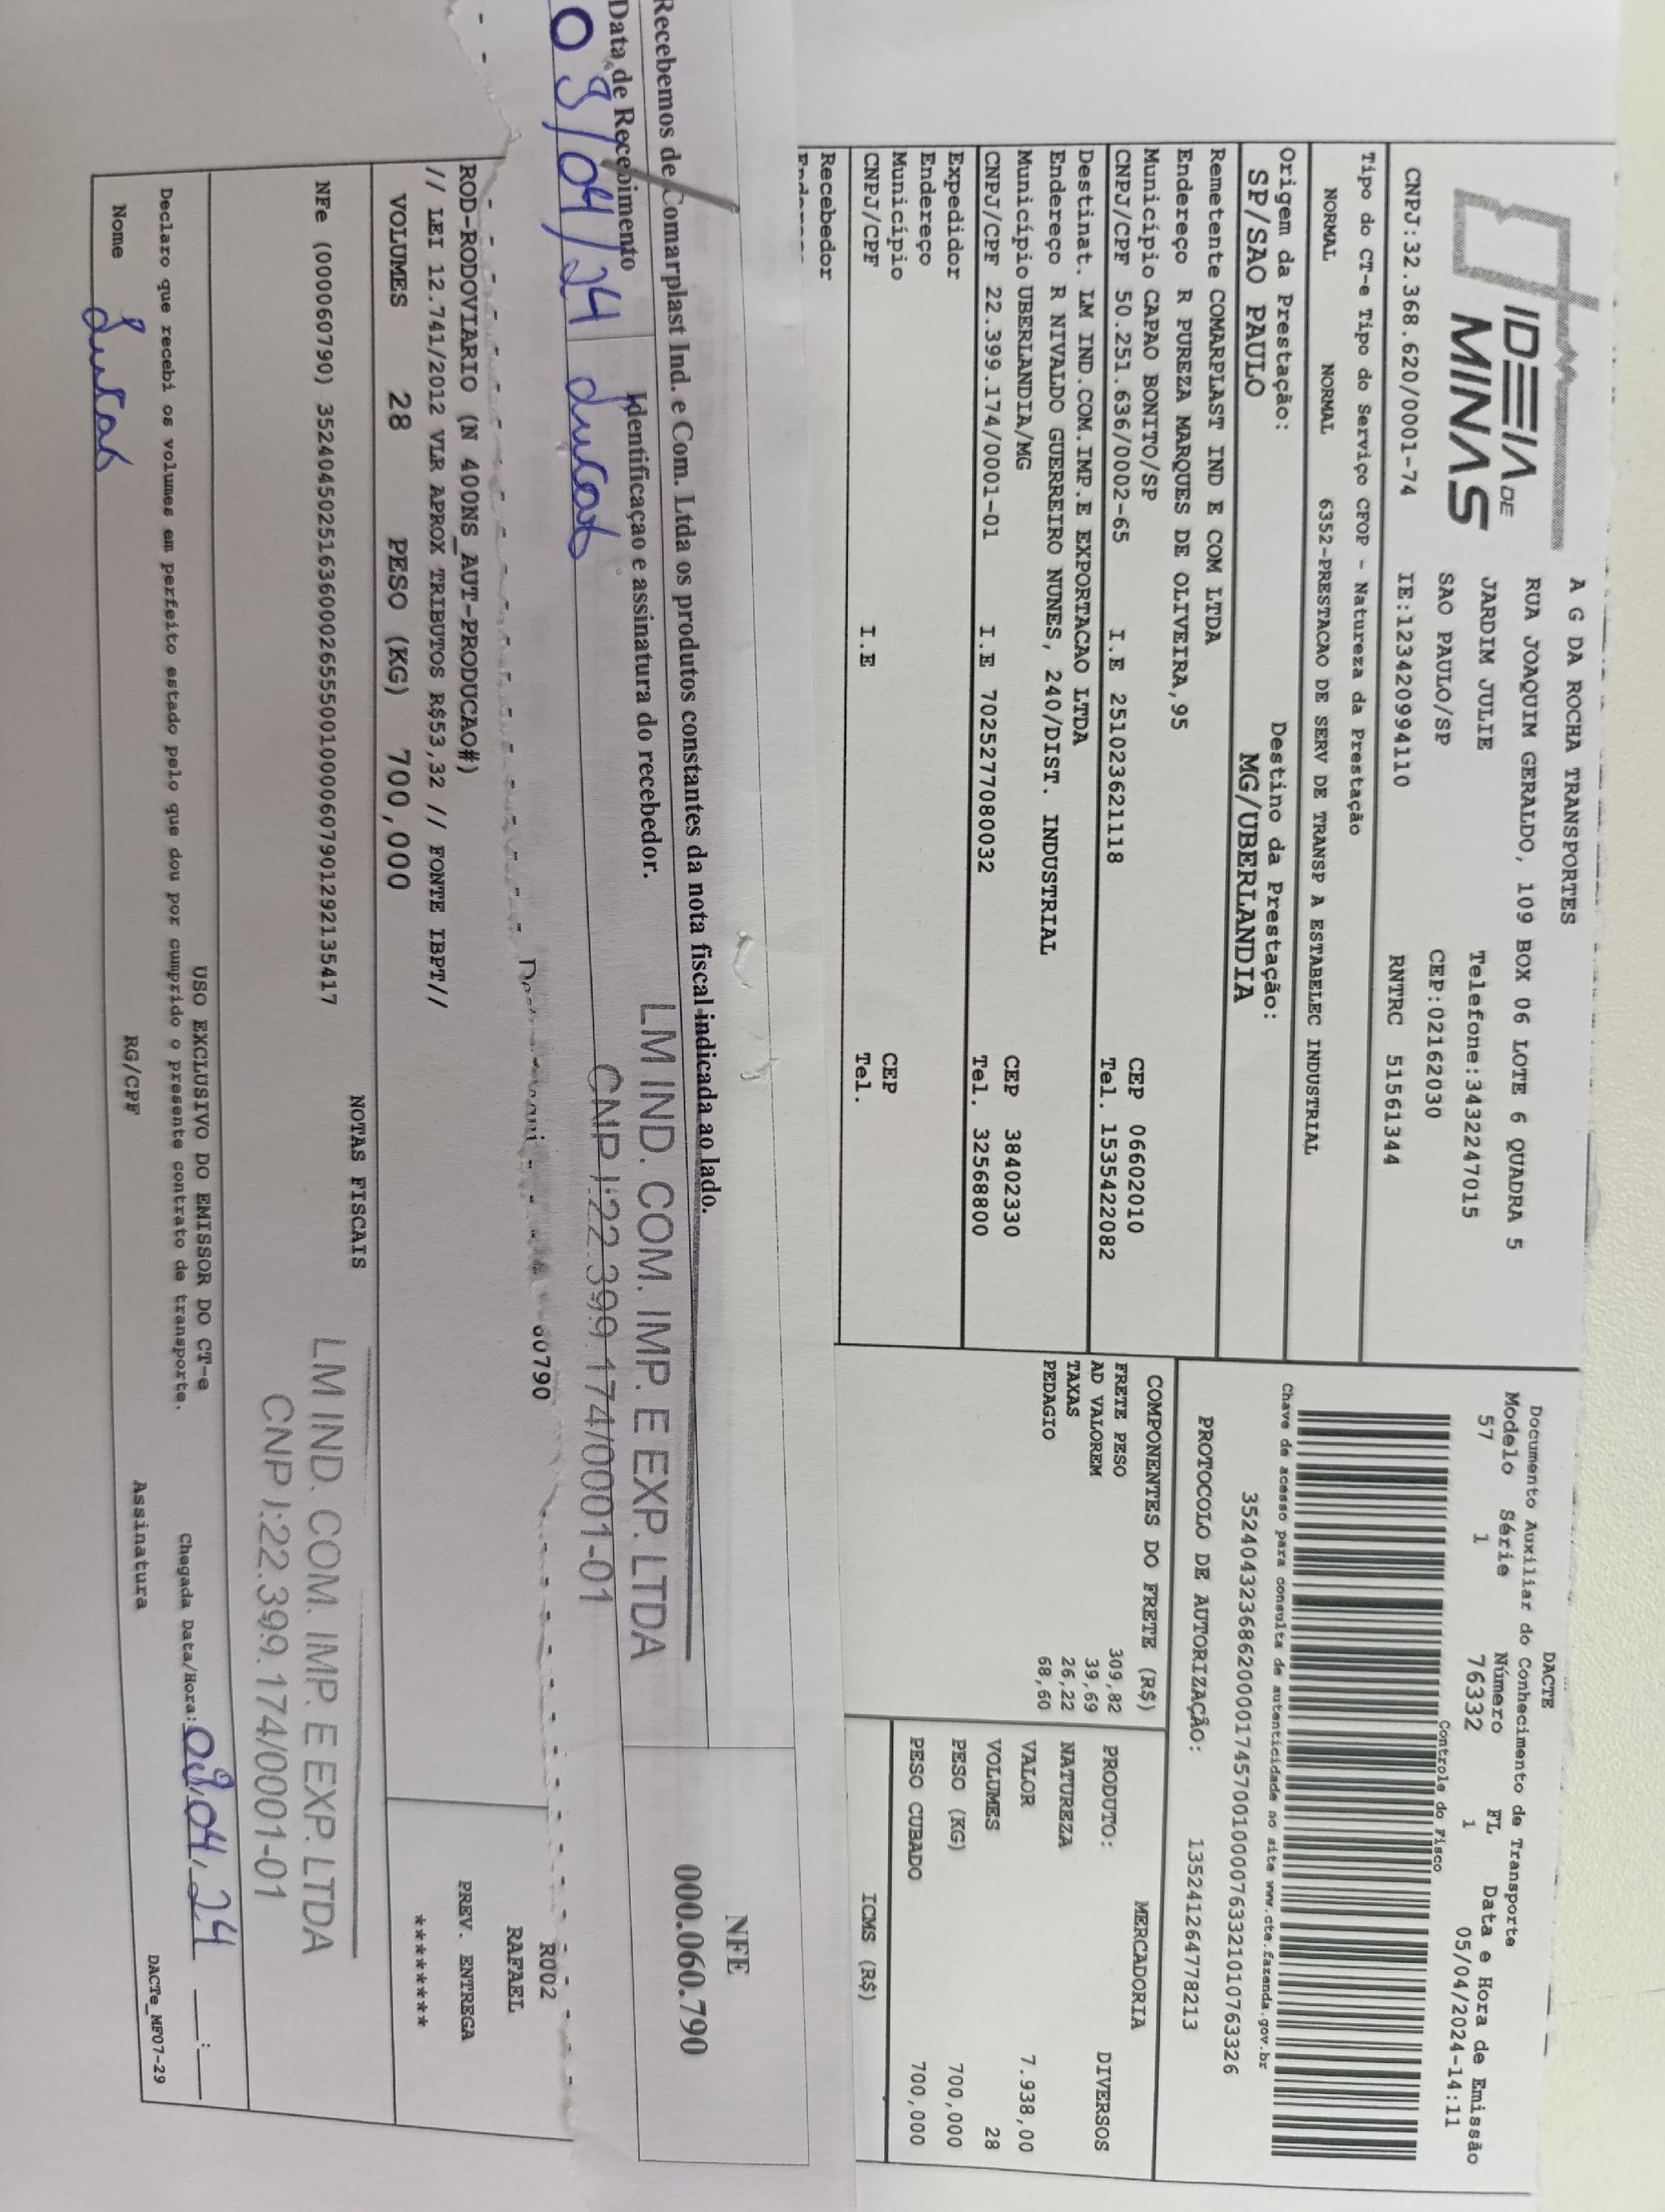 IDEIA DE
MINAS
A G DA ROCHA TRANSPORTES
RUA JOAQUIM GERALDO, 109 BOX 06 LOTE 6 QUADRA 5
JARDIM JULIE Telefone:3432247015
SAO PAULO/SP CEP:02162030
CNPJ:32.368.620/0001-74 IE:123420994110 RNTRC 51561344
DACTE
Documento Auxiliar do Conhecimento de Transporte
Modelo Série Número FL Data e Hora de Emissão
57 1 76332 1 05/04/2024-14:11
Controle do Fisco
Tipo do CT-e Tipo do Serviço CFOP - Natureza da Prestação
NORMAL NORMAL 6352-PRESTACAO DE SERV DE TRANSP A ESTABELEC INDUSTRIAL
Chave de acesso para consulta de autenticidade no site www.cte.fazenda.gov.br
35240432368620000174570010000763321010763326
Origem da Prestação: Destino da Prestação:
SP/SAO PAULO MG/UBERLANDIA
PROTOCOLO DE AUTORIZAÇÃO: 135241264778213
Remetente COMARPLAST IND E COM LTDA
Endereço R PUREZA MARQUES DE OLIVEIRA,95
Município CAPAO BONITO/SP CEP 06602010
CNPJ/CPF 50.251.636/0002-65 I.E 251023621118 Tel. 1535422082
Destinat. LM IND.COM.IMP.E EXPORTACAO LTDA
Endereço R NIVALDO GUERREIRO NUNES, 240/DIST. INDUSTRIAL
Município UBERLANDIA/MG CEP 38402330
CNPJ/CPF 22.399.174/0001-01 I.E 7025277080032 Tel. 32568800
Expedidor
Endereço
Município CEP
CNPJ/CPF I.E Tel.
Recebedor
COMPONENTES DO FRETE (R$)
FRETE PESO 309,82
AD VALOREM 39,69
TAXAS 26,22
PEDAGIO 68,60
MERCADORIA
PRODUTO: DIVERSOS
NATUREZA
VALOR 7.938,00
VOLUMES 28
PESO (KG) 700,000
PESO CUBADO 700,000
ICMS (R$)
Recebemos de Comarplast Ind. e Com. Ltda os produtos constantes da nota fiscal indicada ao lado.
Data de Recebimento Identificaçao e assinatura do recebedor.
09/04/24 Lucas
LM IND. COM. IMP. E EXP. LTDA
CNPJ:22.399.174/0001-01
NFE
000.060.790
60790
R002
RAFAEL
ROD-RODOVIARIO (N 400NS_AUT-PRODUCAO#)
// LEI 12.741/2012 VLR APROX TRIBUTOS R$53,32 // FONTE IBPT//
VOLUMES 28 PESO (KG) 700,000
PREV. ENTREGA
********
NOTAS FISCAIS
NFe (000060790) 35240450251636000265550010000607901292135417
LM IND. COM. IMP. E EXP. LTDA
CNPJ:22.399.174/0001-01
USO EXCLUSIVO DO EMISSOR DO CT-e
Declaro que recebi os volumes em perfeito estado pelo que dou por cumprido o presente contrato de transporte. Chegada Data/Hora: 09,04,24 __:__
Nome Lucas RG/CPF Assinatura
DACTe_MF07-29